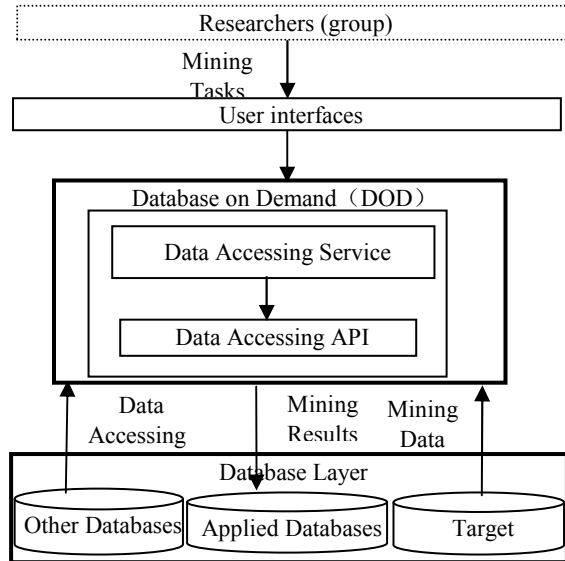 Researchers (group)
Mining
Tasks
User interfaces
Database on Demand（DOD）
Data Accessing Service
Data Accessing API
Data
Accessing
Mining
Results
Mining
Data
Database Layer
Other Databases
Applied Databases
Target